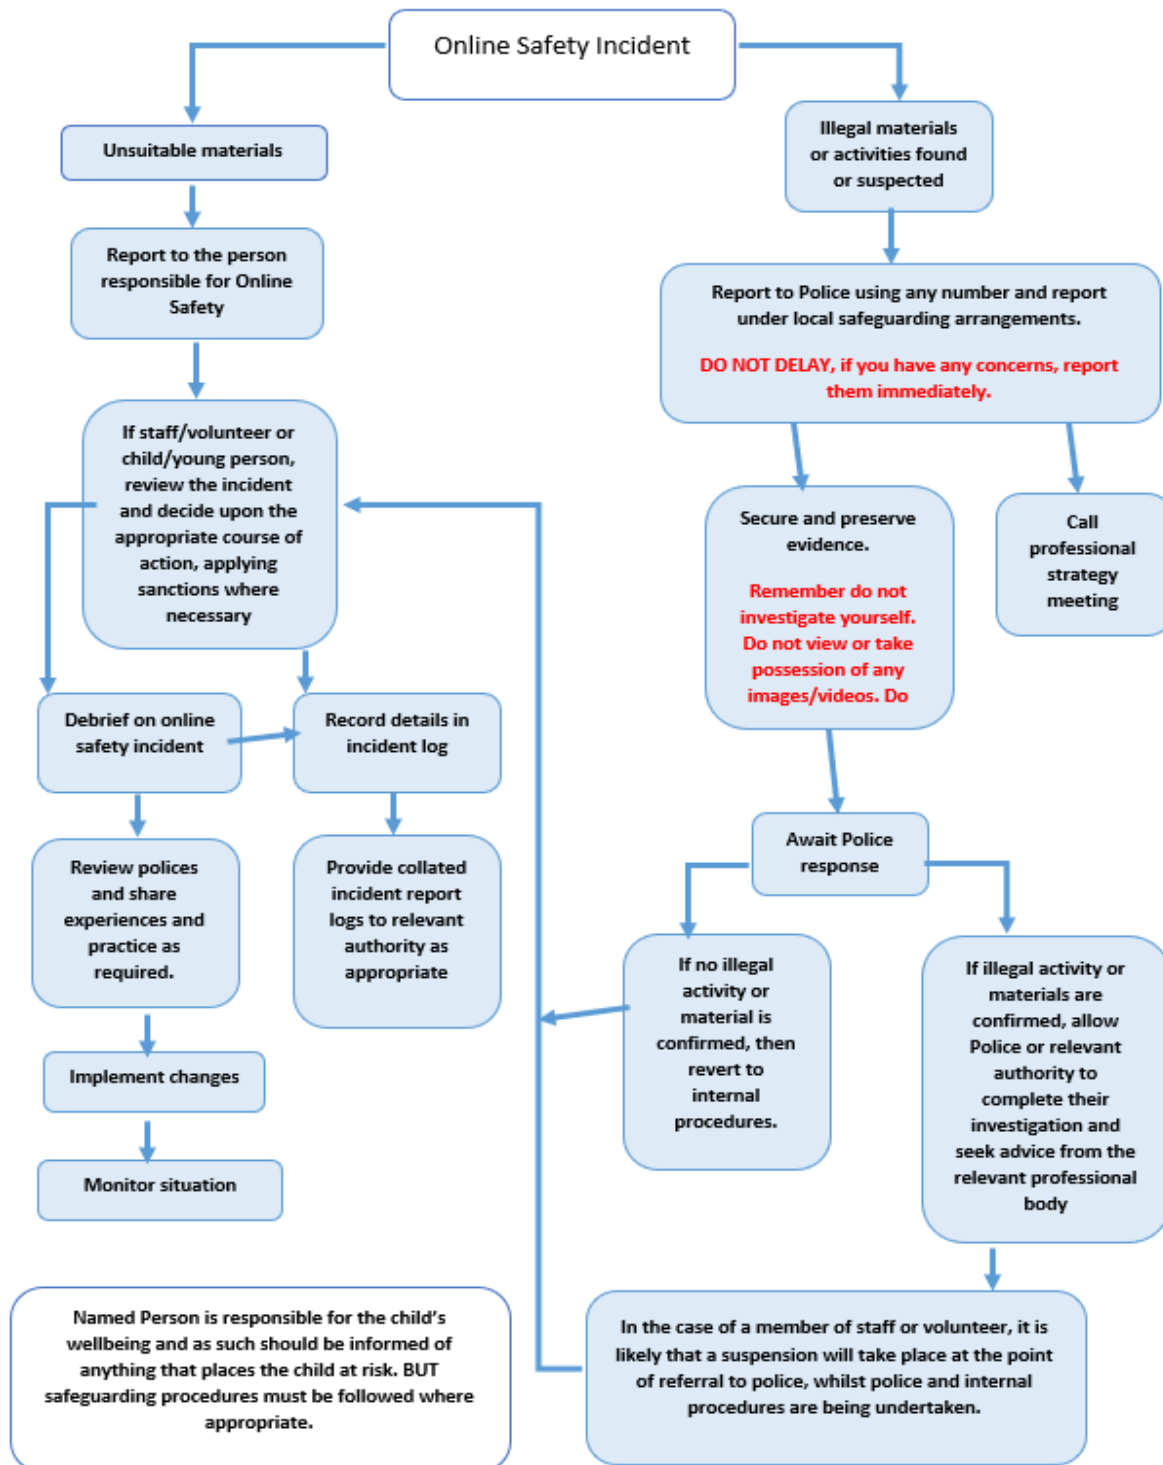 Online Safety Incident
Unsuitable materials
Report to the person
responsible for Online
Safety
If staff/volunteer or
child/young person,
review the incident
and decide upon the
appropriate course of
action, applying
sanctions where
necessary
Debrief on online
safety incident
Record details in
incident log
Review polices
and share
experiences and
practice as
required.
Provide collated
incident report
logs to relevant
authority as
appropriate
Implement changes
Monitor situation
Named Person is responsible for the child’s
wellbeing and as such should be informed of
anything that places the child at risk. BUT
safeguarding procedures must be followed where
appropriate.
Illegal materials
or activities found
or suspected
Report to Police using any number and report
under local safeguarding arrangements.
DO NOT DELAY, if you have any concerns, report
them immediately.
Secure and preserve
evidence.
Remember do not
investigate yourself.
Do not view or take
possession of any
images/videos. Do
Call
professional
strategy
meeting
Await Police
response
If no illegal
activity or
material is
confirmed, then
revert to
internal
procedures.
If illegal activity or
materials are
confirmed, allow
Police or relevant
authority to
complete their
investigation and
seek advice from the
relevant professional
body
In the case of a member of staff or volunteer, it is
likely that a suspension will take place at the point
of referral to police, whilst police and internal
procedures are being undertaken.